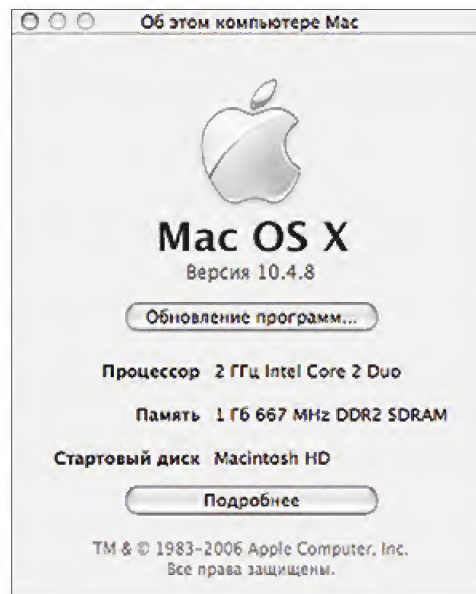 Об этом компьютере Mac
Mac OS X
Версия 10.4.8
Обновление программ...
Процессор 2 ГГц Intel Core 2 Duo
Память 1 Гб 667 MHz DDR2 SDRAM
Стартовый диск Macintosh HD
Подробнее
TM & © 1983-2006 Apple Computer, Inc.
Все права защищены.